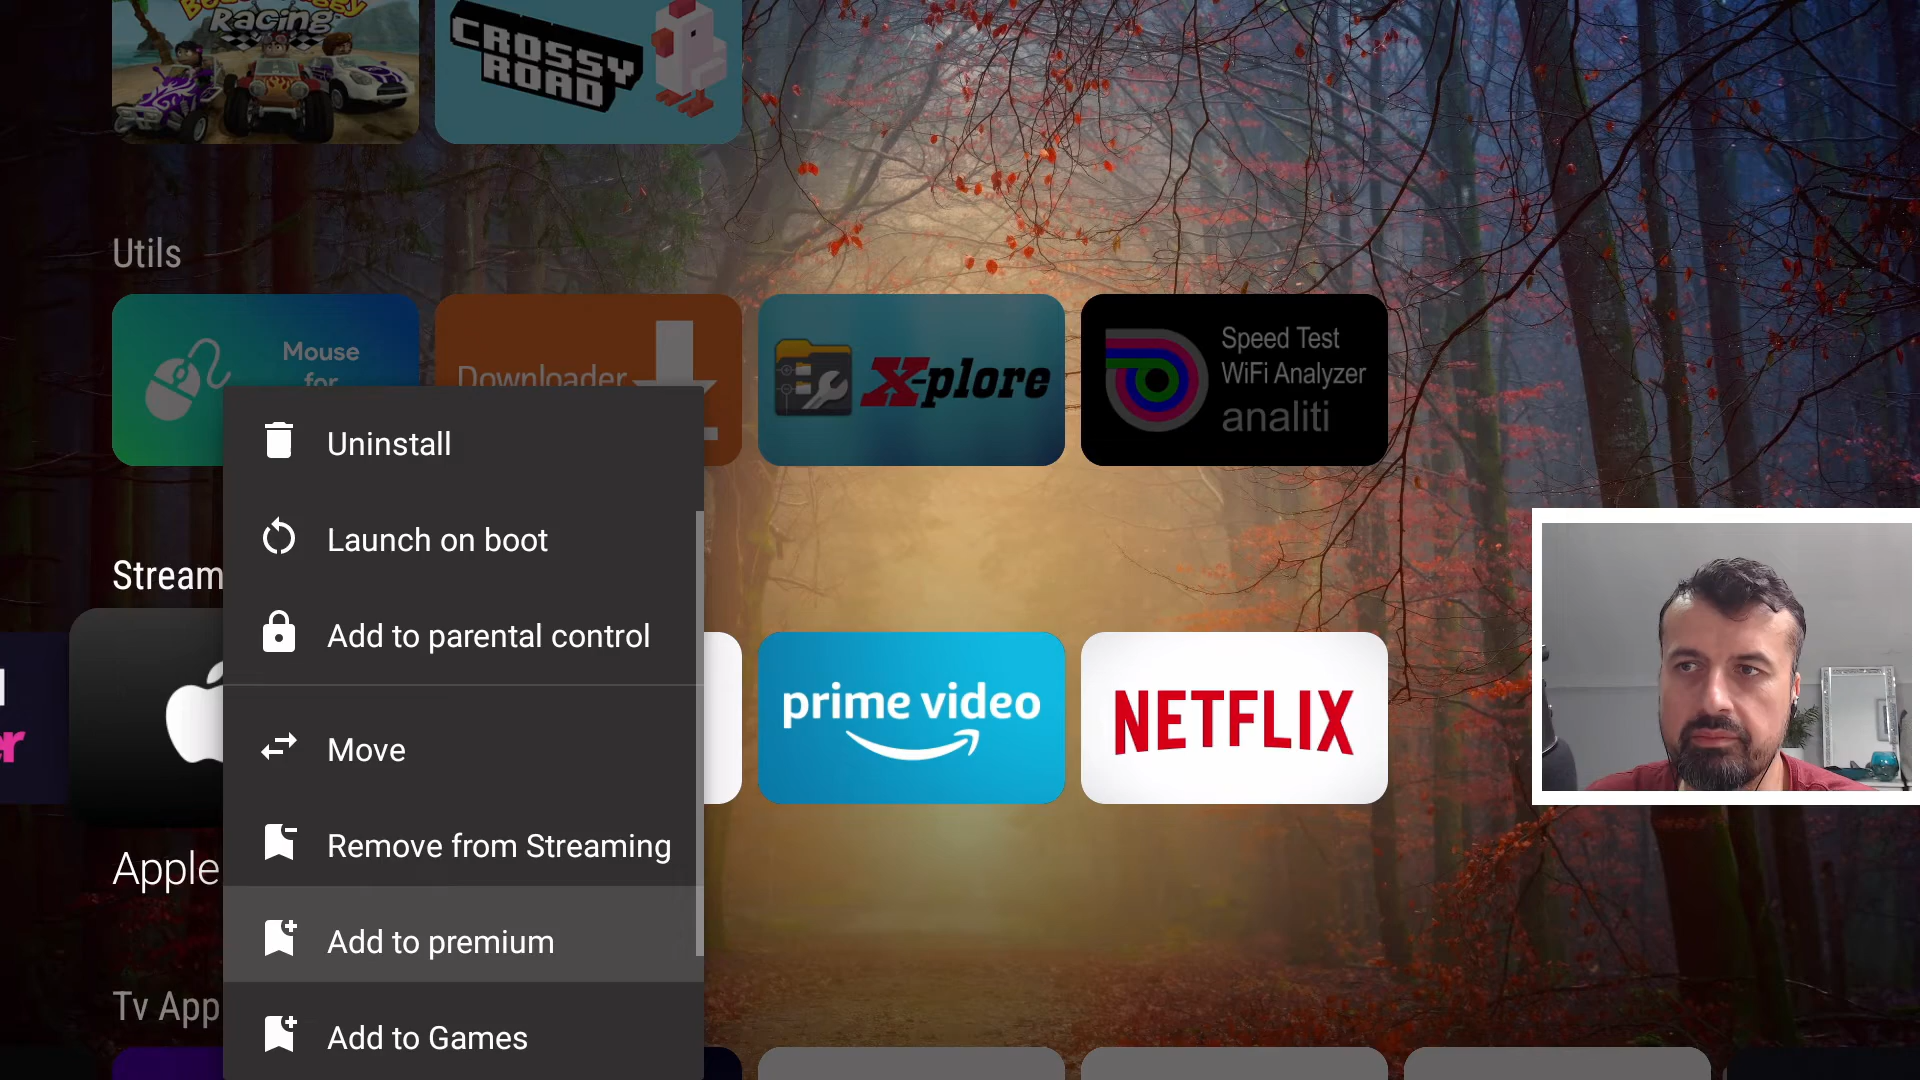 Racing
CROSSY
ROAD
Utils
Mouse
for
Downloader
X-plore
Speed Test
WiFi Analyzer
analiti
Uninstall
Launch on boot
Add to parental control
Move
Remove from Streaming
Add to premium
Add to Games
Stream
prime video
NETFLIX
Apple
Tv App